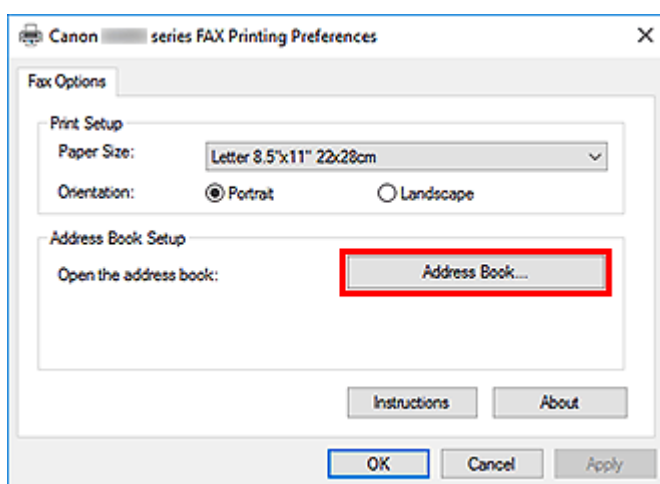 Canon series FAX Printing Preferences
Fax Options
Print Setup
Paper Size: Letter 8.5"x11" 22x28cm
Orientation: Portrait Landscape
Address Book Setup
Open the address book: Address Book...
Instructions About
OK Cancel Apply